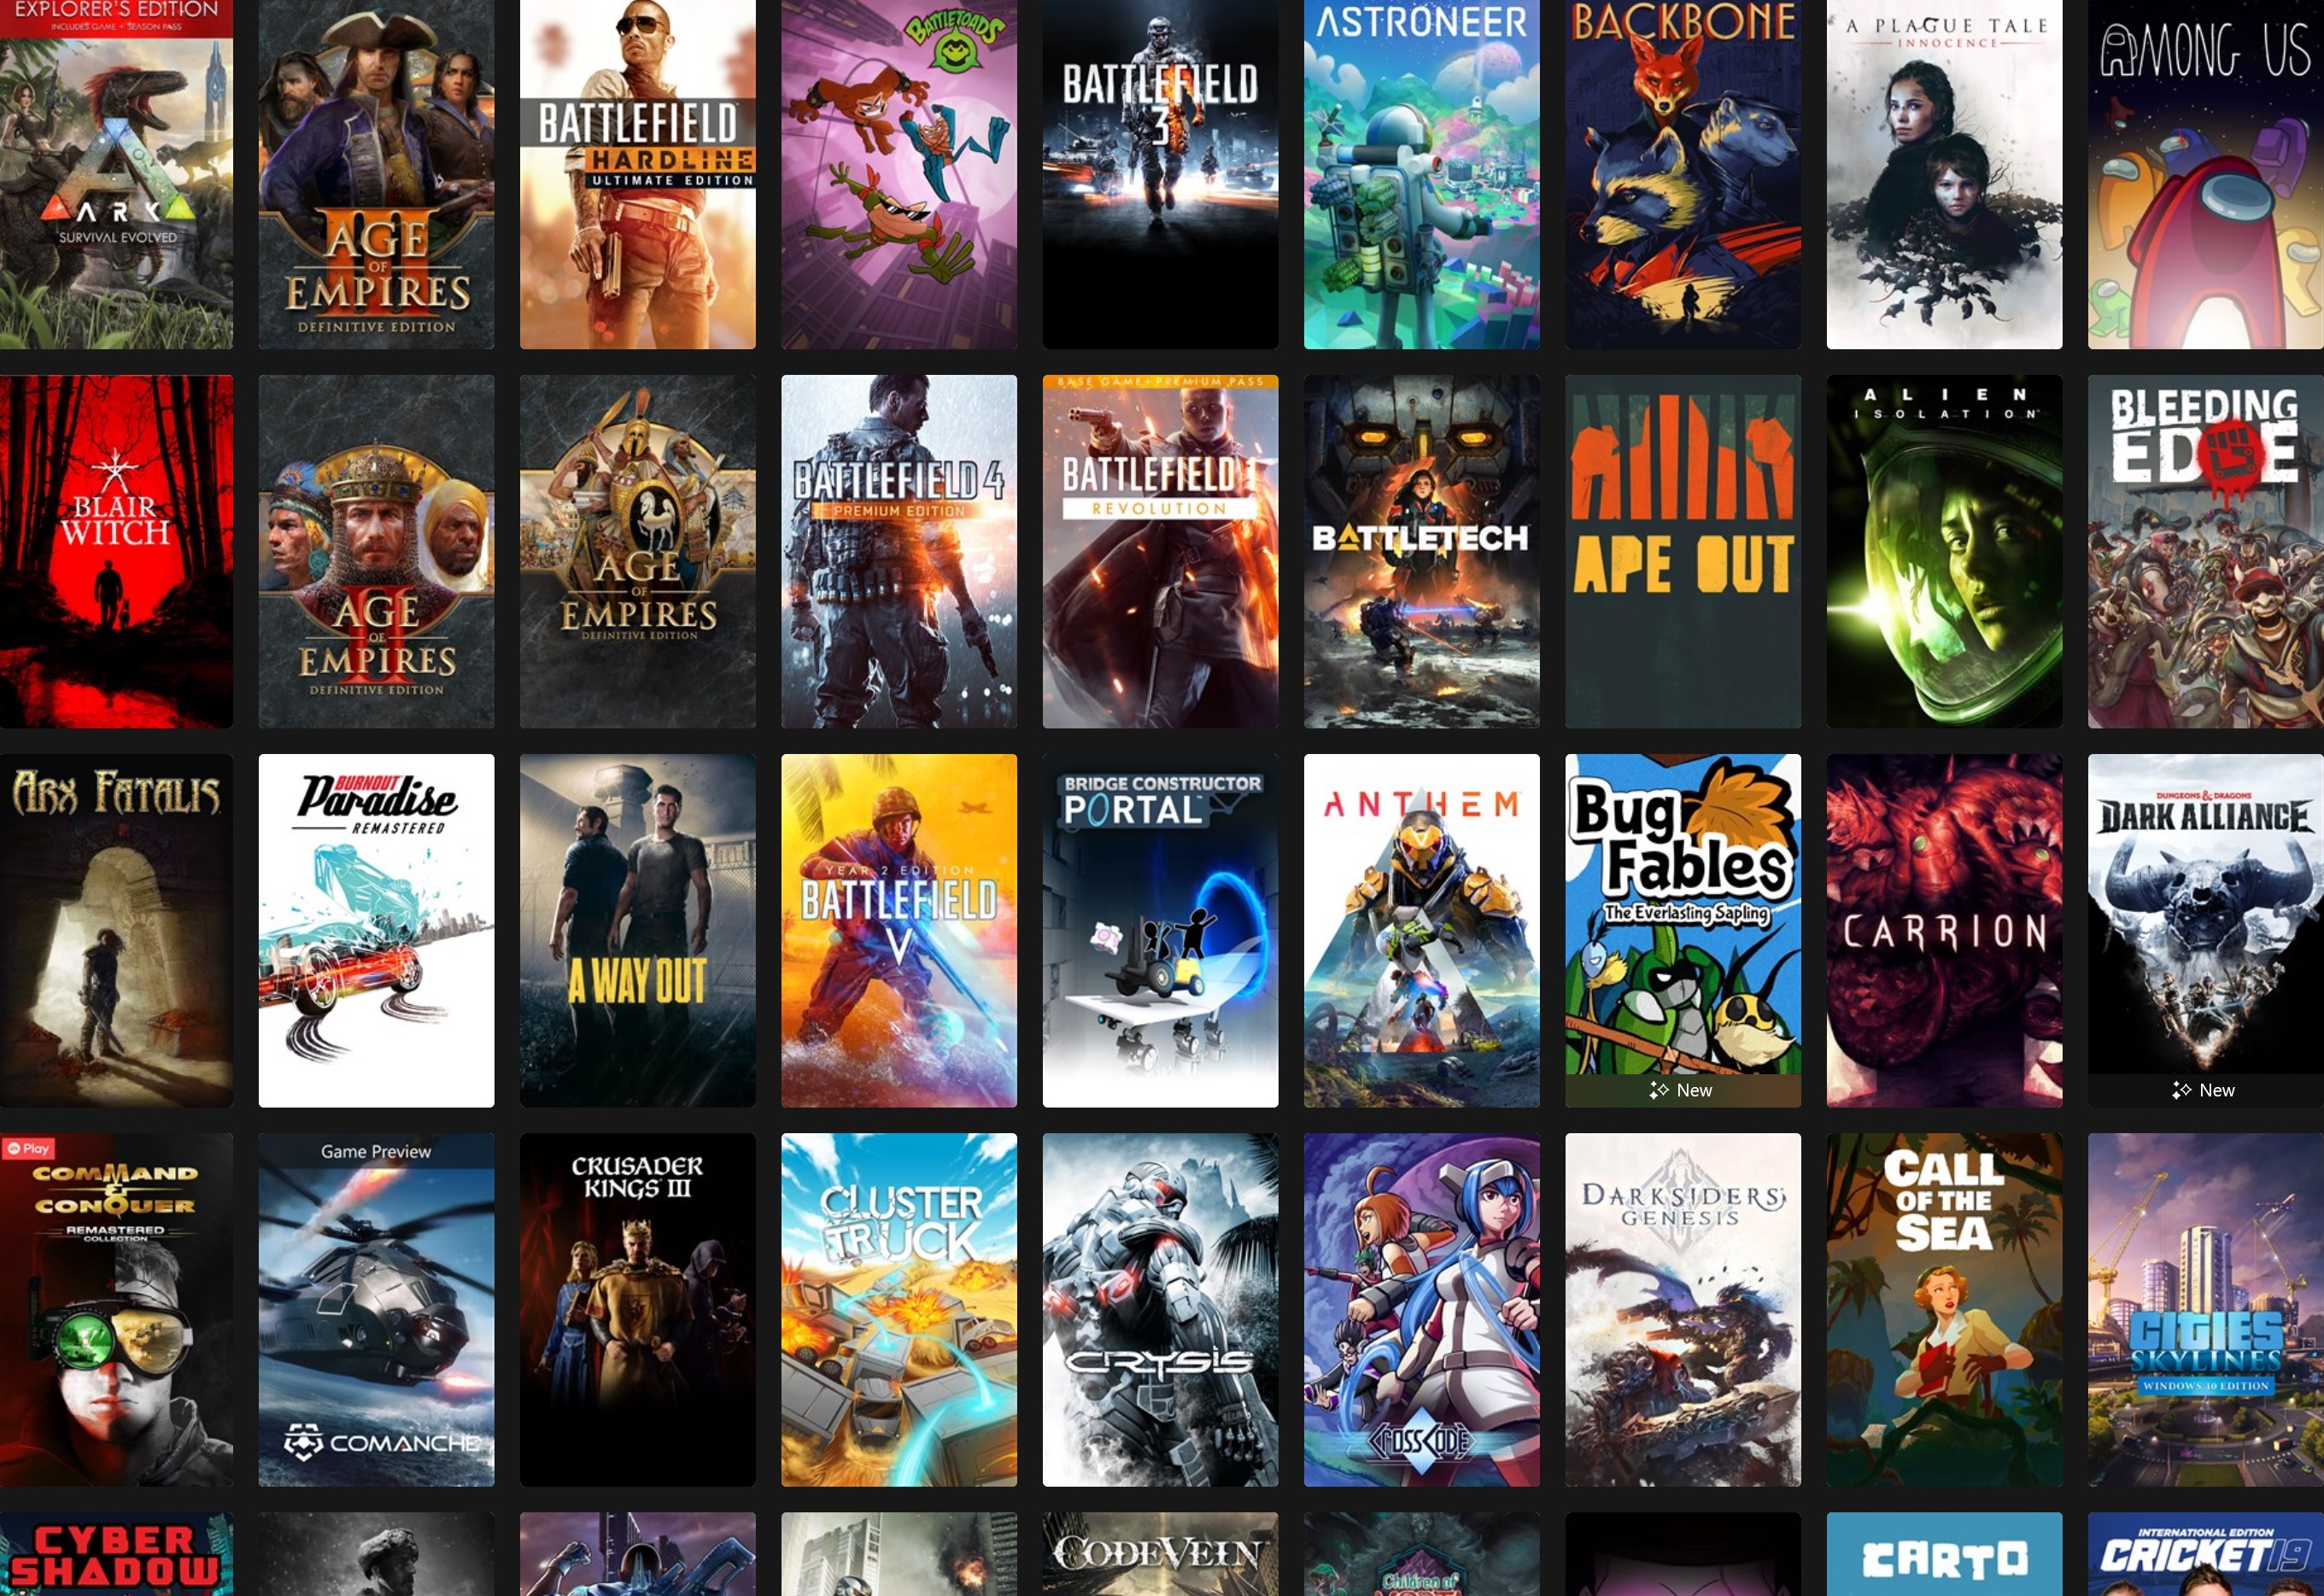 EXPLORER'S EDITION
INCLUDES GAME + SEASON PASS
ARK
SURVIVAL EVOLVED
AGE
OF
EMPIRES
III
DEFINITIVE EDITION
BATTLEFIELD
HARDLINE
ULTIMATE EDITION
BATTLETOADS
BATTLEFIELD
3
ASTRONEER
BACKBONE
A PLAGUE TALE
INNOCENCE
AMONG US
BLAIR
WITCH
AGE
OF
EMPIRES
II
DEFINITIVE EDITION
AGE
OF
EMPIRES
DEFINITIVE EDITION
BATTLEFIELD 4
PREMIUM EDITION
BASE GAME + PREMIUM PASS
BATTLEFIELD 1
REVOLUTION
BATTLETECH
APE OUT
ALIEN
ISOLATION
BLEEDING
EDGE
ARX FATALIS
BURNOUT
Paradise
REMASTERED
A WAY OUT
YEAR 2 EDITION
BATTLEFIELD
V
BRIDGE CONSTRUCTOR
PORTAL™
ANTHEM™
Bug
Fables
The Everlasting Sapling
New
CARRION
DUNGEONS & DRAGONS
DARK ALLIANCE
New
Play
COMMAND
&
CONQUER
REMASTERED
COLLECTION
Game Preview
COMANCHE
CRUSADER
KINGS III
CLUSTER
TRUCK
CRYSIS
CROSSCODE
DARKSIDERS
GENESIS
CALL
OF THE
SEA
CITIES
SKYLINES
WINDOWS 10 EDITION
CYBER
SHADOW
CODE VEIN
Children of
CARTO
INTERNATIONAL EDITION
CRICKET 19